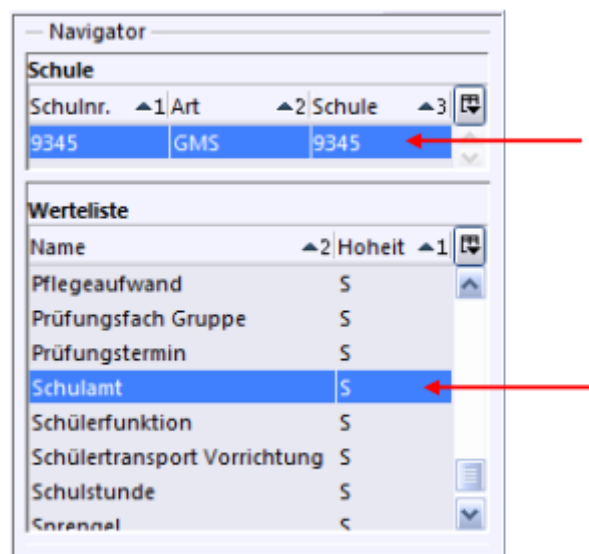 Navigator
Schule
Schulnr. 1 Art 2 Schule 3
9345 GMS 9345
Werteliste
Name 2 Hoheit 1
Pflegeaufwand S
Prüfungsfach Gruppe S
Prüfungstermin S
Schulamt S
Schülerfunktion S
Schülertransport Vorrichtung S
Schulstunde S
Sprengel S